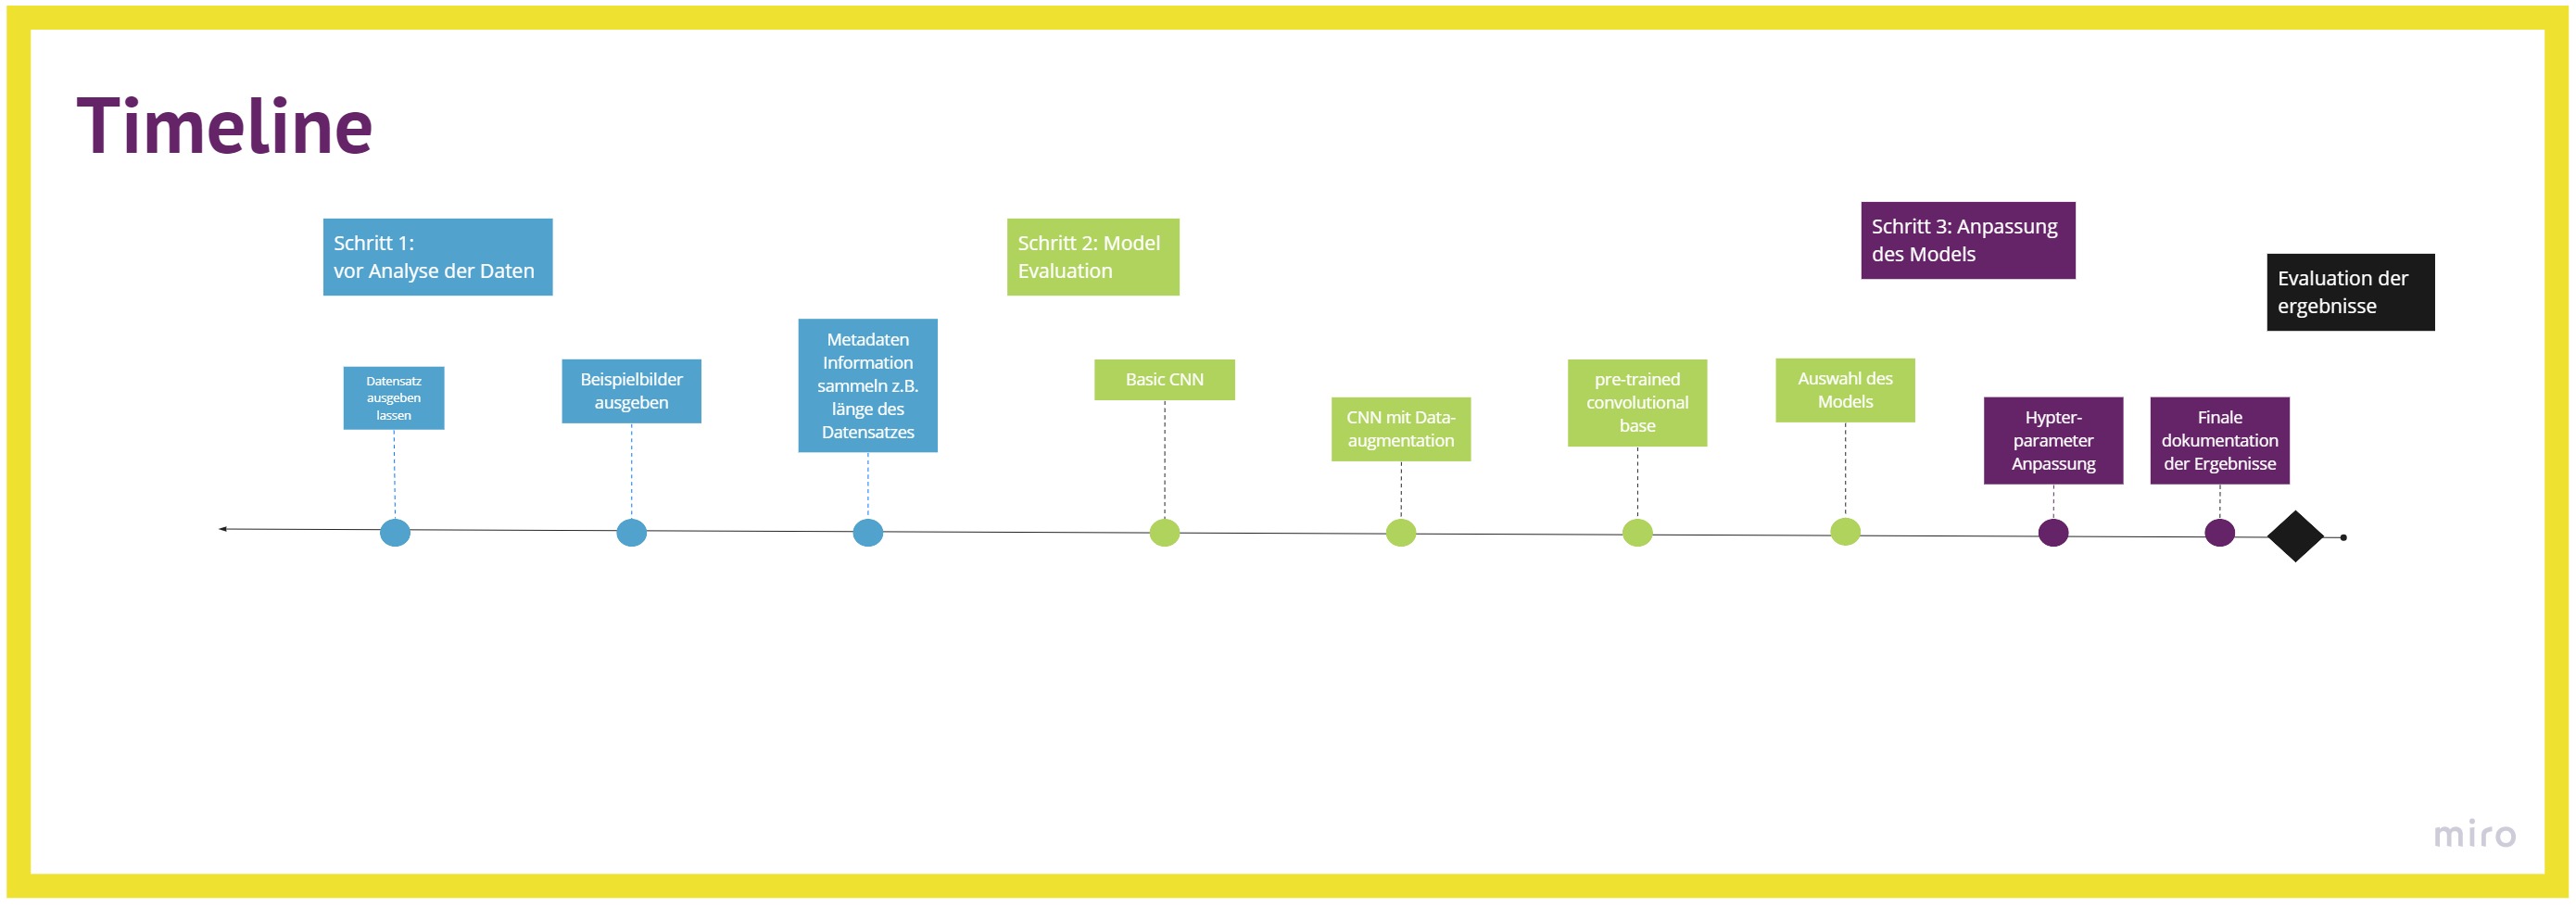 Timeline
Schritt 1:
vor Analyse der Daten
Schritt 2: Model
Evaluation
Schritt 3: Anpassung
des Models
Evaluation der
ergebnisse
Datensatz
ausgeben
lassen
Beispielbilder
ausgeben
Metadaten
Information
sammeln z.B.
länge des
Datensatzes
Basic CNN
CNN mit Data-
augmentation
pre-trained
convolutional
base
Auswahl des
Models
Hypter-
parameter
Anpassung
Finale
dokumentation
der Ergebnisse
miro